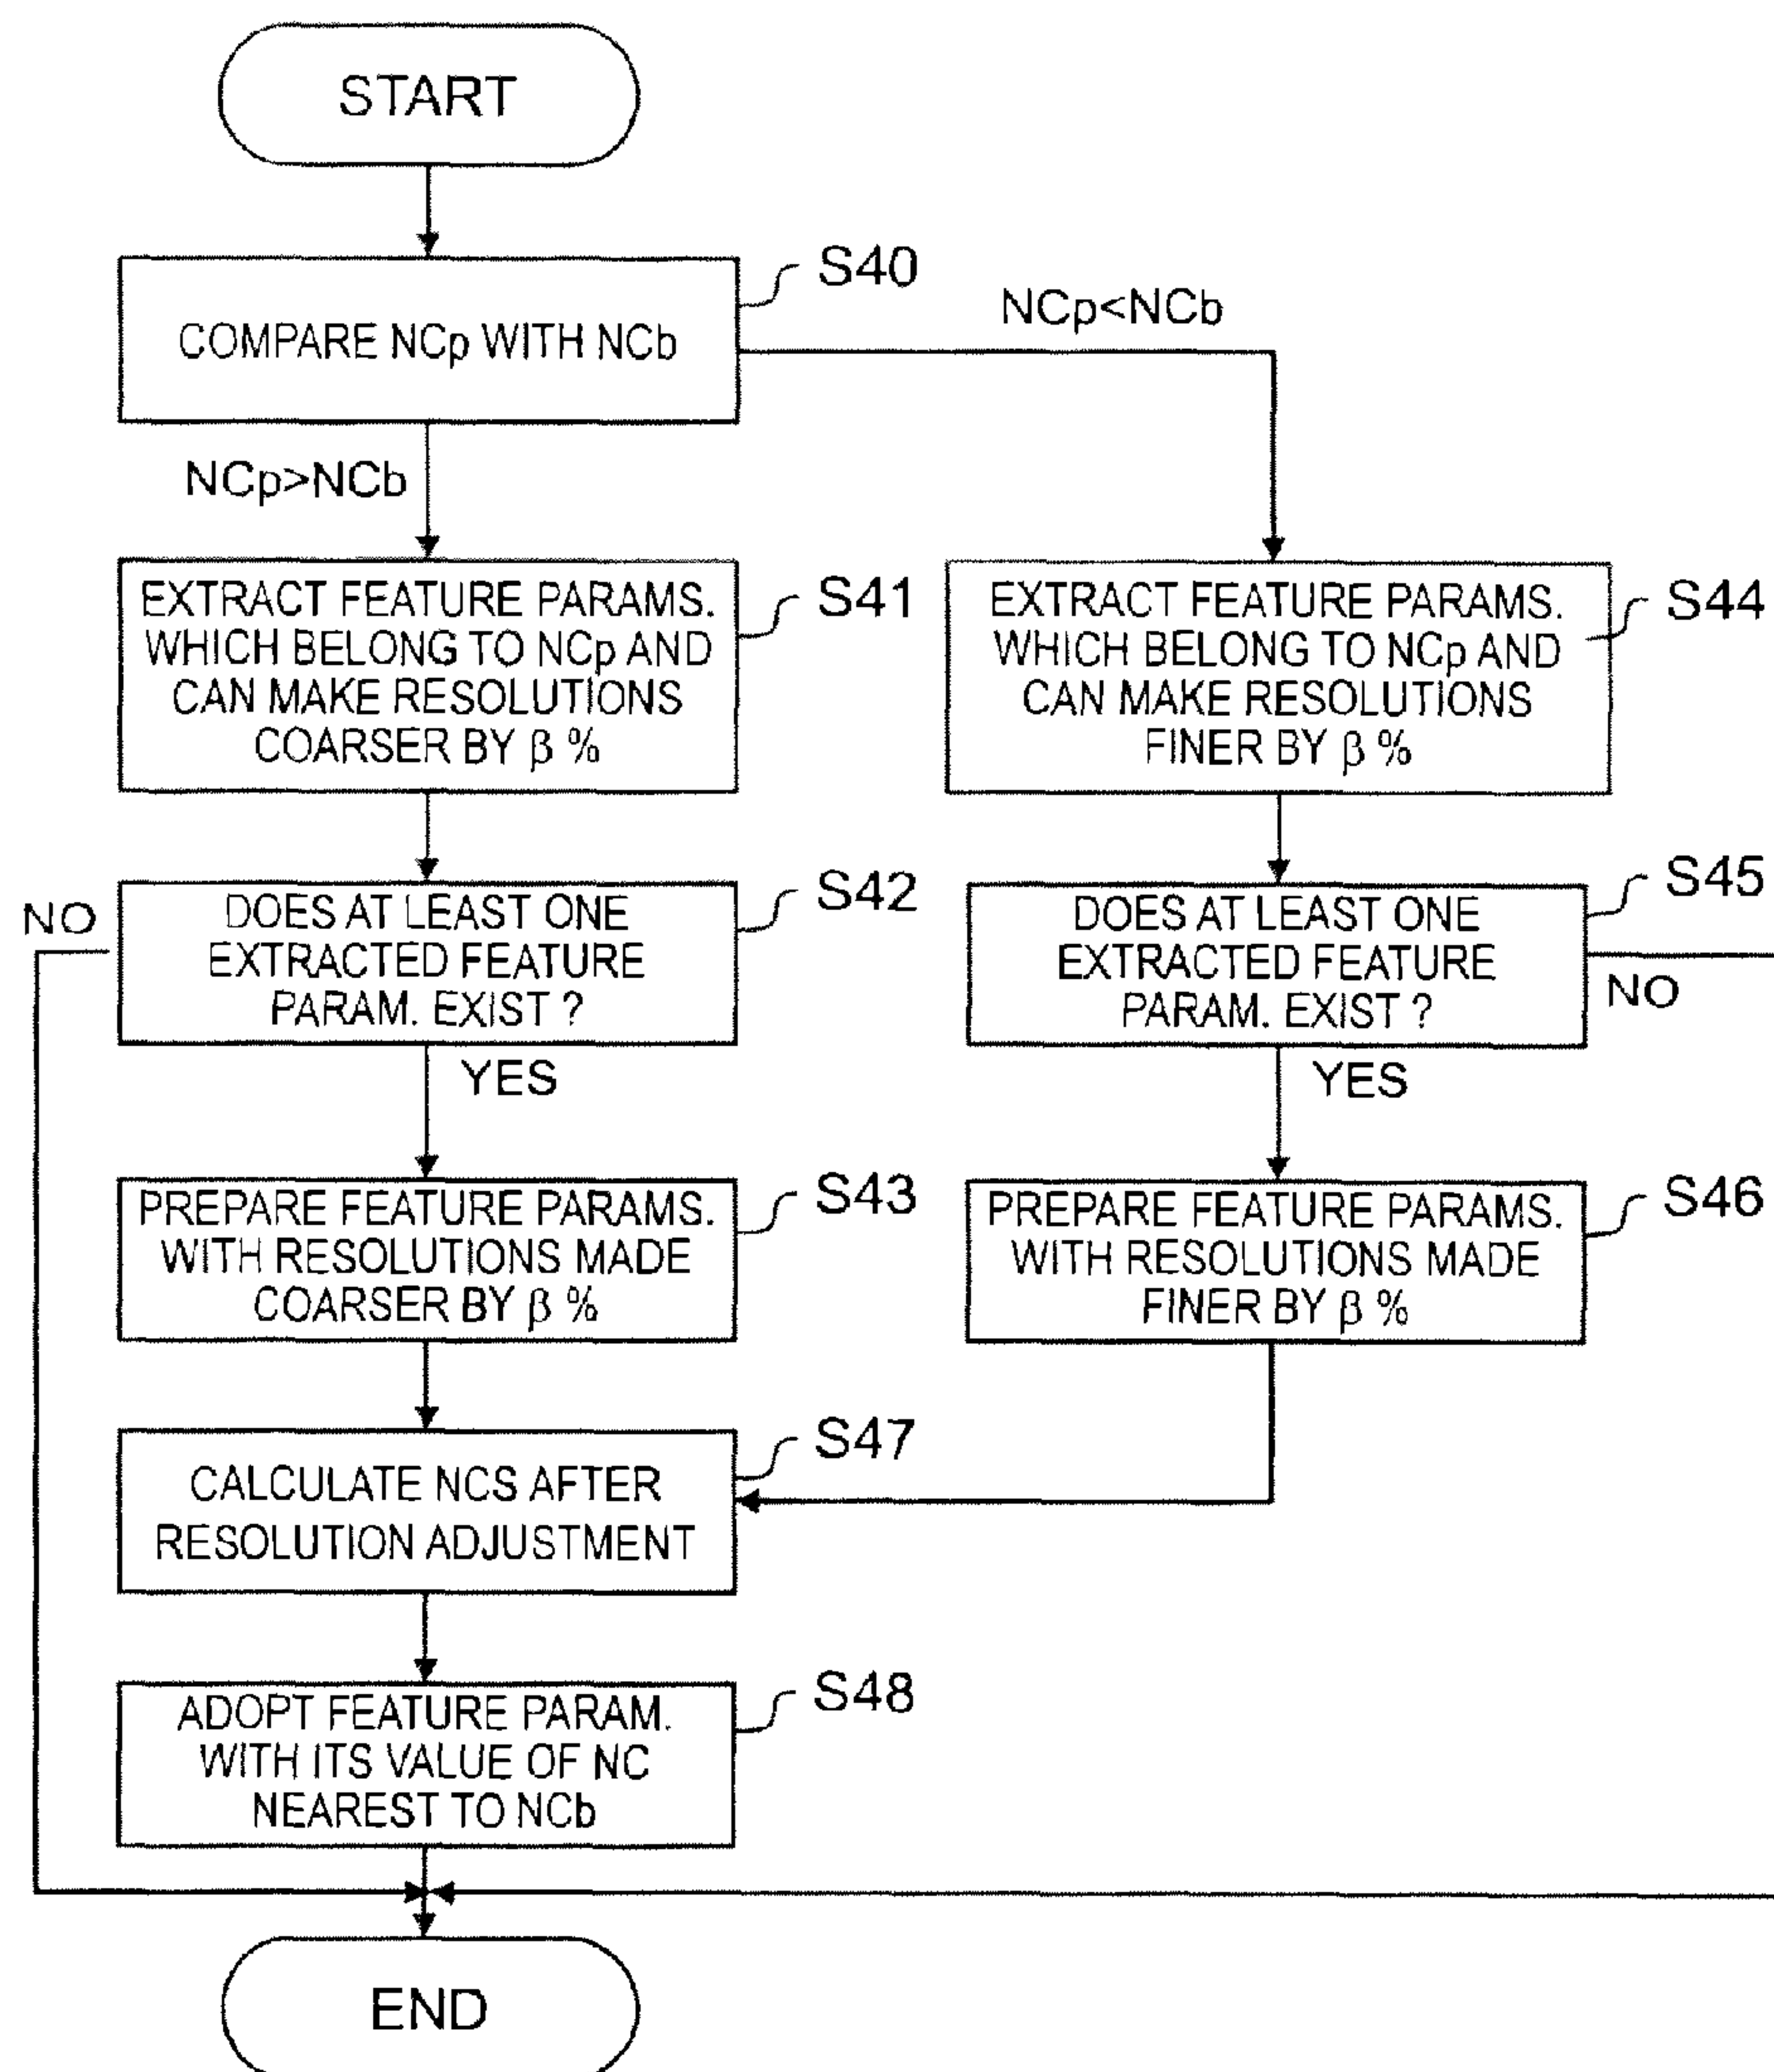 START
S40
COMPARE NCp WITH NCb
NCp<NCb
NCp>NCb
EXTRACT FEATURE PARAMS.
WHICH BELONG TO NCp AND
CAN MAKE RESOLUTIONS
COARSER BY β %
S41
EXTRACT FEATURE PARAMS.
WHICH BELONG TO NCp AND
CAN MAKE RESOLUTIONS
FINER BY β %
S44
NO
DOES AT LEAST ONE
EXTRACTED FEATURE
PARAM. EXIST ?
S42
YES
DOES AT LEAST ONE
EXTRACTED FEATURE
PARAM. EXIST ?
S45
NO
YES
PREPARE FEATURE PARAMS.
WITH RESOLUTIONS MADE
COARSER BY β %
S43
PREPARE FEATURE PARAMS.
WITH RESOLUTIONS MADE
FINER BY β %
S46
CALCULATE NCS AFTER
RESOLUTION ADJUSTMENT
S47
ADOPT FEATURE PARAM.
WITH ITS VALUE OF NC
NEAREST TO NCb
S48
END